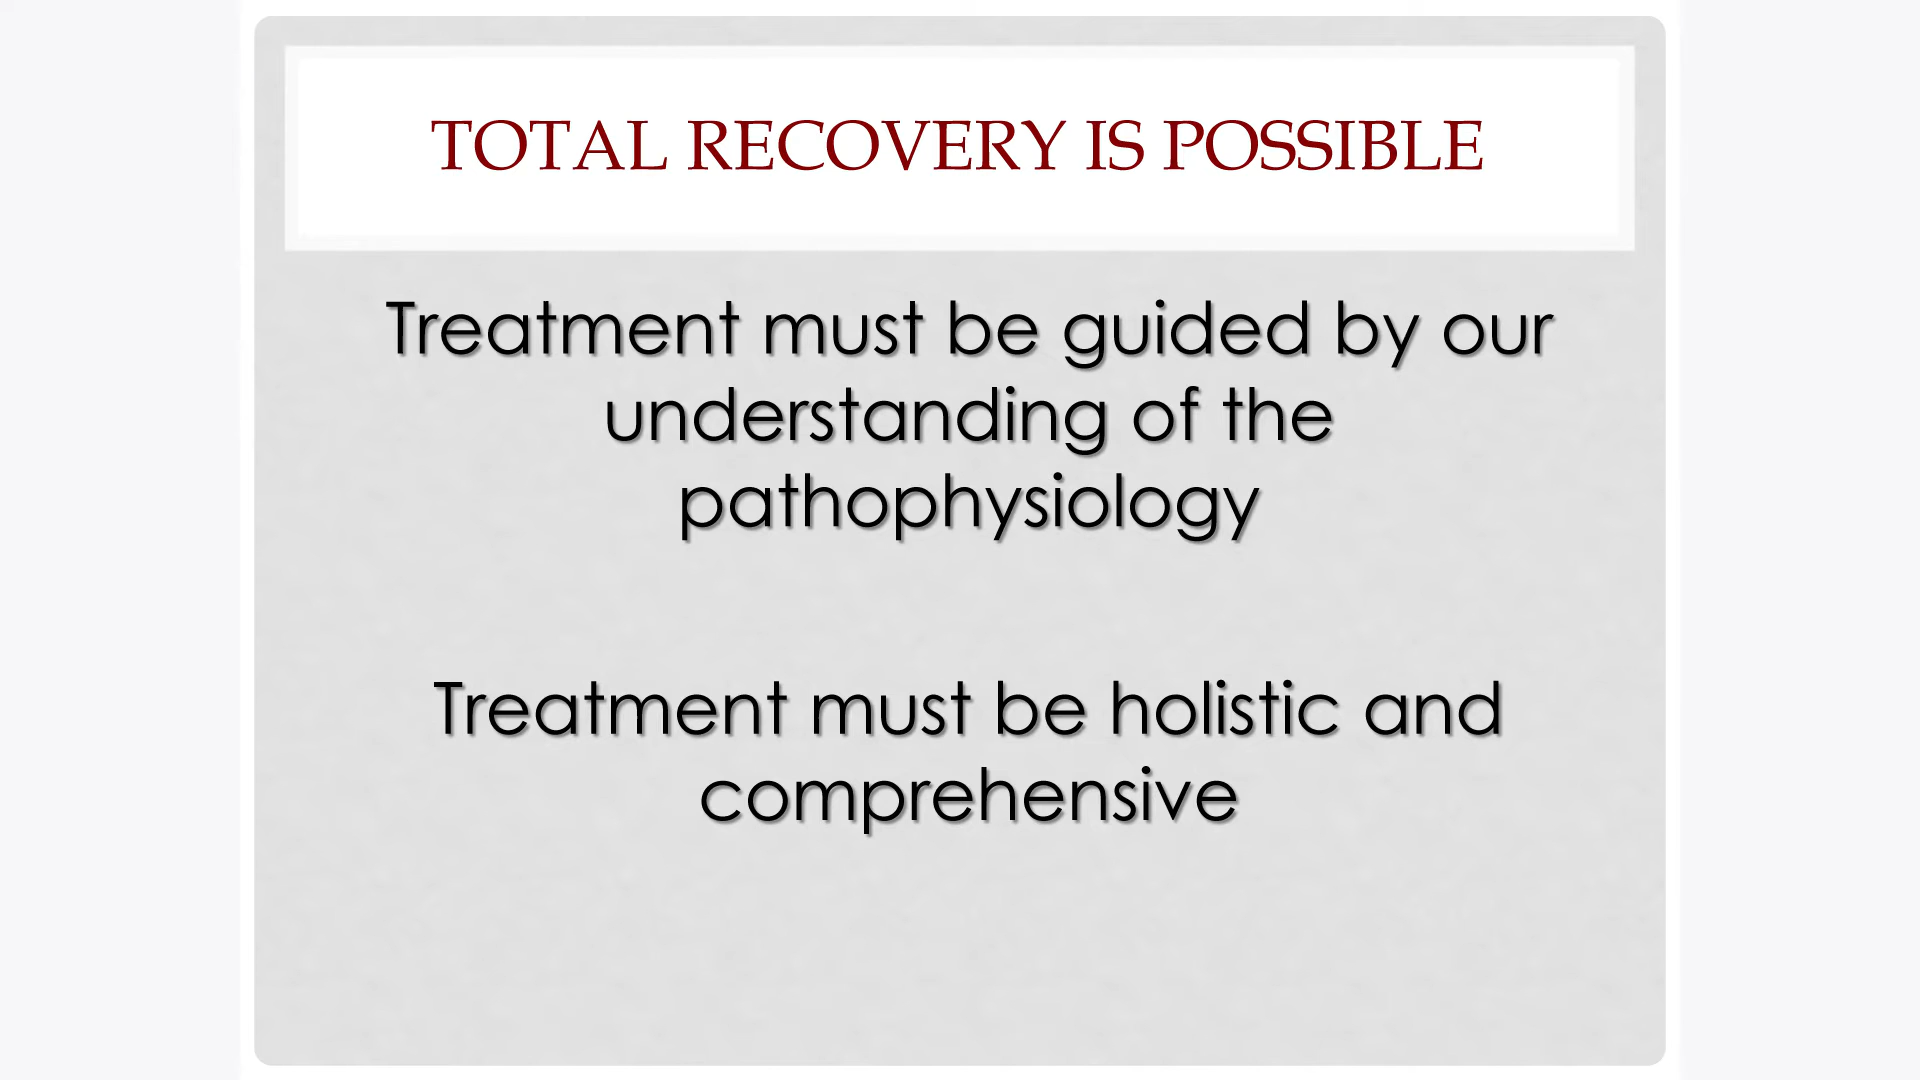 TOTAL RECOVERY IS POSSIBLE
Treatment must be guided by our
understanding of the
pathophysiology
Treatment must be holistic and
comprehensive